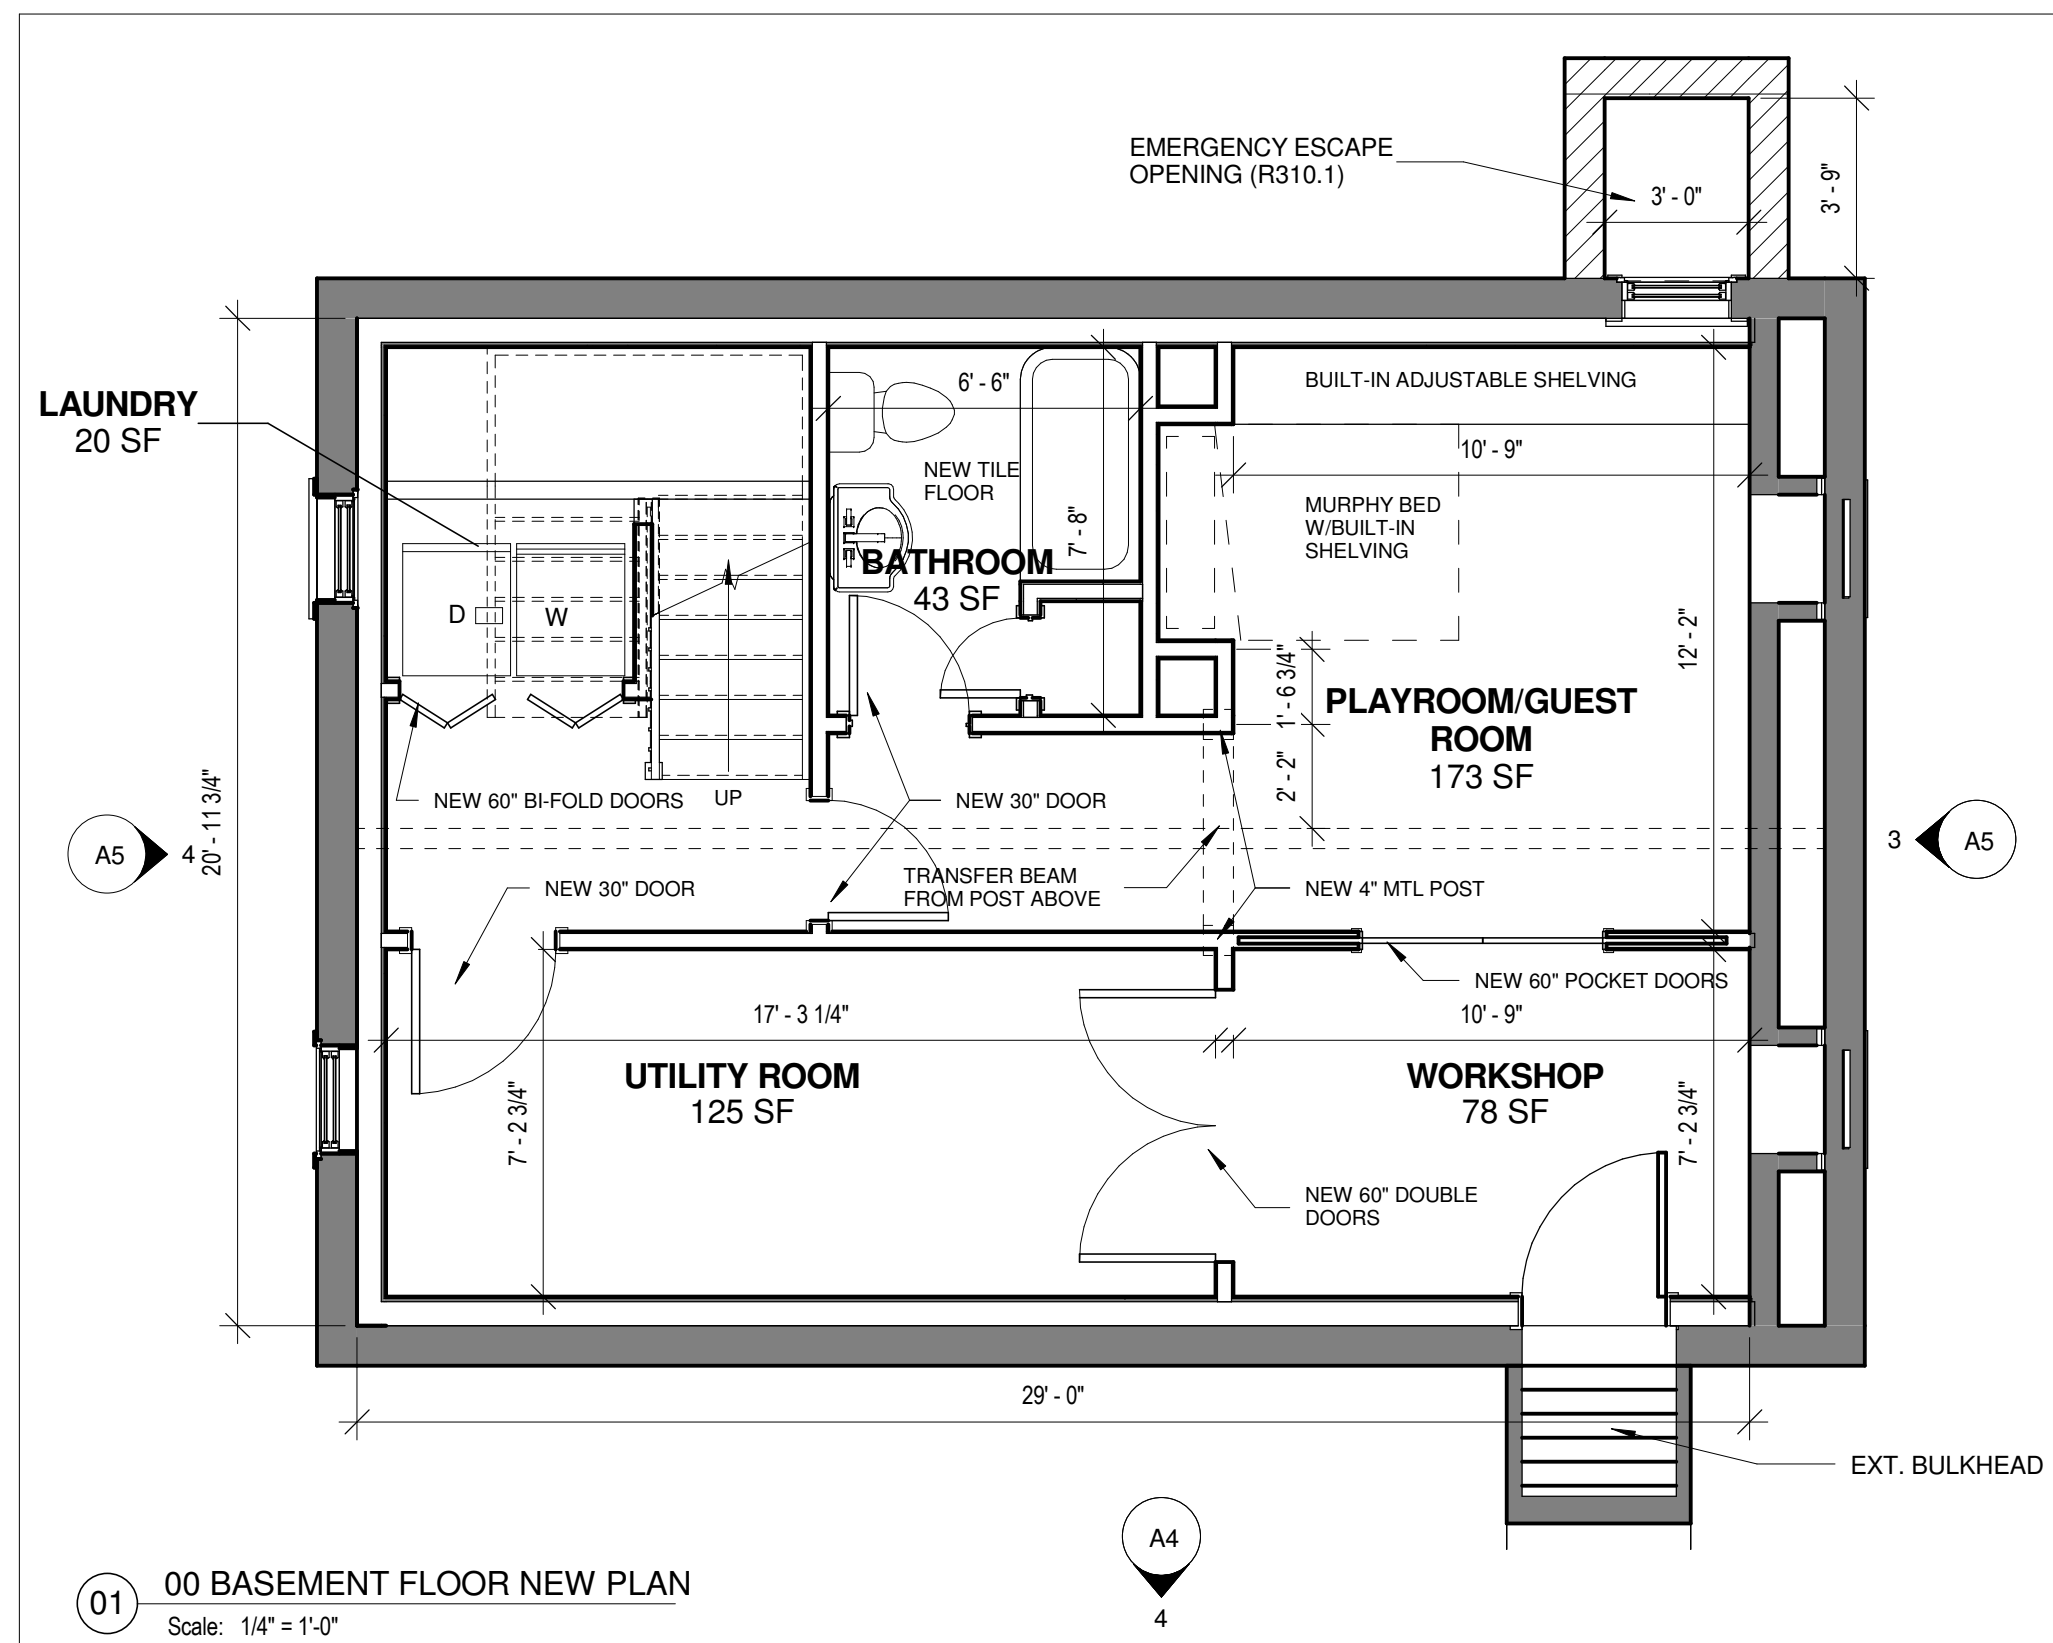 EMERGENCY ESCAPE
OPENING (R310.1)
3' - 0"
3' - 9"
LAUNDRY
20 SF
6' - 6"
BUILT-IN ADJUSTABLE SHELVING
10' - 9"
NEW TILE
FLOOR
MURPHY BED
W/BUILT-IN
SHELVING
7' - 8"
BATHROOM
43 SF
D
W
12' - 2"
1' - 6 3/4"
PLAYROOM/GUEST
ROOM
173 SF
2' - 2"
NEW 60" BI-FOLD DOORS
UP
NEW 30" DOOR
20' - 11 3/4"
A5
4
3
A5
NEW 30" DOOR
TRANSFER BEAM
FROM POST ABOVE
NEW 4" MTL POST
NEW 60" POCKET DOORS
17' - 3 1/4"
10' - 9"
UTILITY ROOM
125 SF
WORKSHOP
78 SF
7' - 2 3/4"
7' - 2 3/4"
NEW 60" DOUBLE
DOORS
29' - 0"
EXT. BULKHEAD
A4
4
01
00 BASEMENT FLOOR NEW PLAN
Scale: 1/4" = 1'-0"